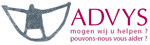 ADVYS
mogen wij u helpen ?
pouvons-nous vous aider ?